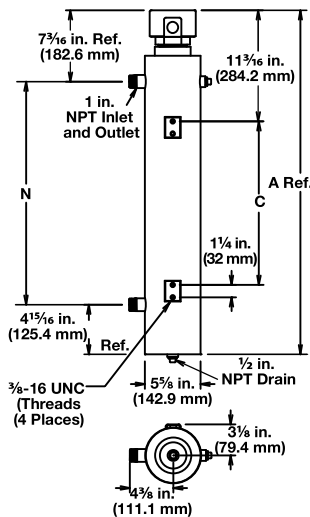 7³⁄₁₆ in. Ref.
(182.6 mm)
11³⁄₁₆ in.
(284.2 mm)
1 in.
NPT Inlet
and Outlet
N
A Ref.
C
1¼ in.
(32 mm)
4¹⁵⁄₁₆ in.
(125.4 mm)
Ref.
½ in.
NPT Drain
⅜-16 UNC
(Threads
(4 Places)
5⅝ in.
(142.9 mm)
3⅛ in.
(79.4 mm)
4⅜ in.
(111.1 mm)